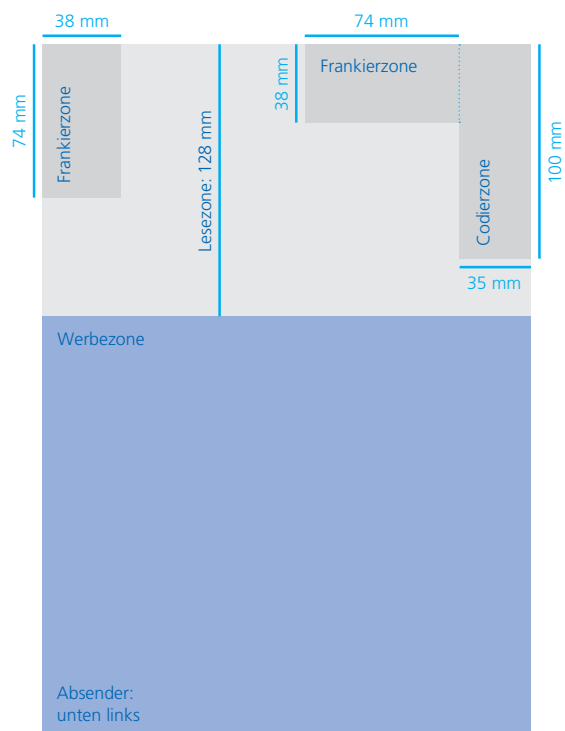 38 mm
74 mm
74 mm
Frankierzone
Lesezone: 128 mm
38 mm
Frankierzone
Codierzone
100 mm
35 mm
Werbezone
Absender:
unten links